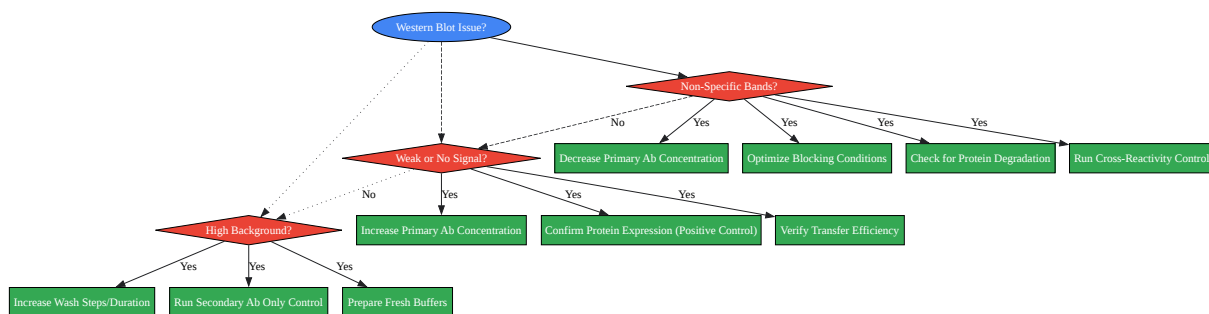 Western Blot Issue?
Non-Specific Bands?
No
Yes
Yes
Yes
Yes
Weak or No Signal?
Decrease Primary Ab Concentration
Optimize Blocking Conditions
Check for Protein Degradation
Run Cross-Reactivity Control
No
Yes
Yes
Yes
High Background?
Increase Primary Ab Concentration
Confirm Protein Expression (Positive Control)
Verify Transfer Efficiency
Yes
Yes
Yes
Increase Wash Steps/Duration
Run Secondary Ab Only Control
Prepare Fresh Buffers